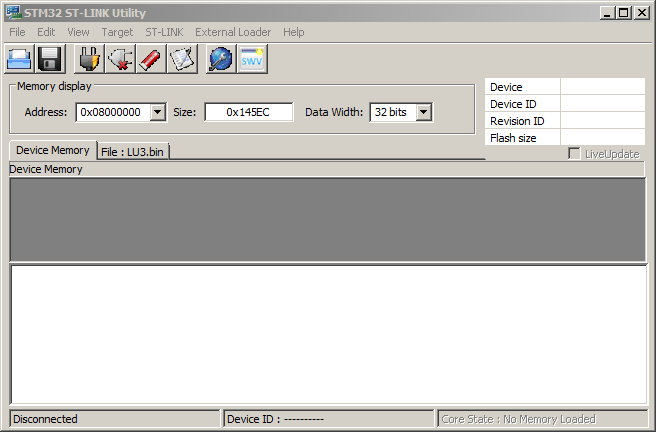 STM32 ST-LINK Utility
File Edit View Target ST-LINK External Loader Help
SWV
Memory display
Address: 0x08000000 Size: 0x145EC Data Width: 32 bits
Device
Device ID
Revision ID
Flash size
LiveUpdate
Device Memory File : LU3.bin
Device Memory
Disconnected Device ID : ---------- Core State : No Memory Loaded